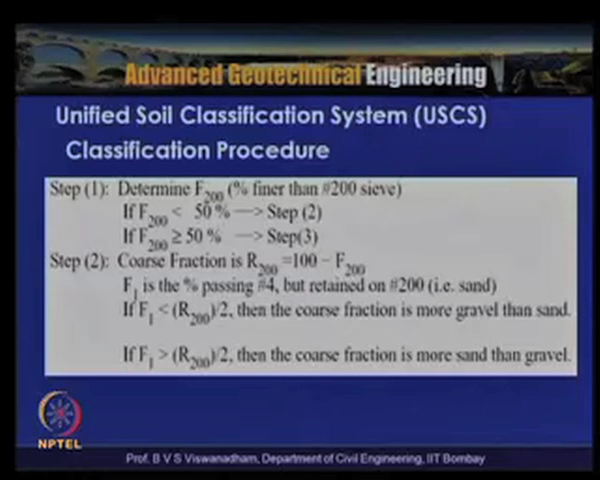 Advanced Geotechnical Engineering
Unified Soil Classification System (USCS)
Classification Procedure
Step (1): Determine F200 (% finer than #200 sieve)
If F200 < 50 % —> Step (2)
If F200 ≥ 50 % —> Step(3)
Step (2): Coarse Fraction is R200 =100 − F200
F1 is the % passing #4, but retained on #200 (i.e. sand)
If F1 < (R200)/2, then the coarse fraction is more gravel than sand.
If F1 > (R200)/2, then the coarse fraction is more sand than gravel.
NPTEL
Prof. B V S Viswanadham, Department of Civil Engineering, IIT Bombay